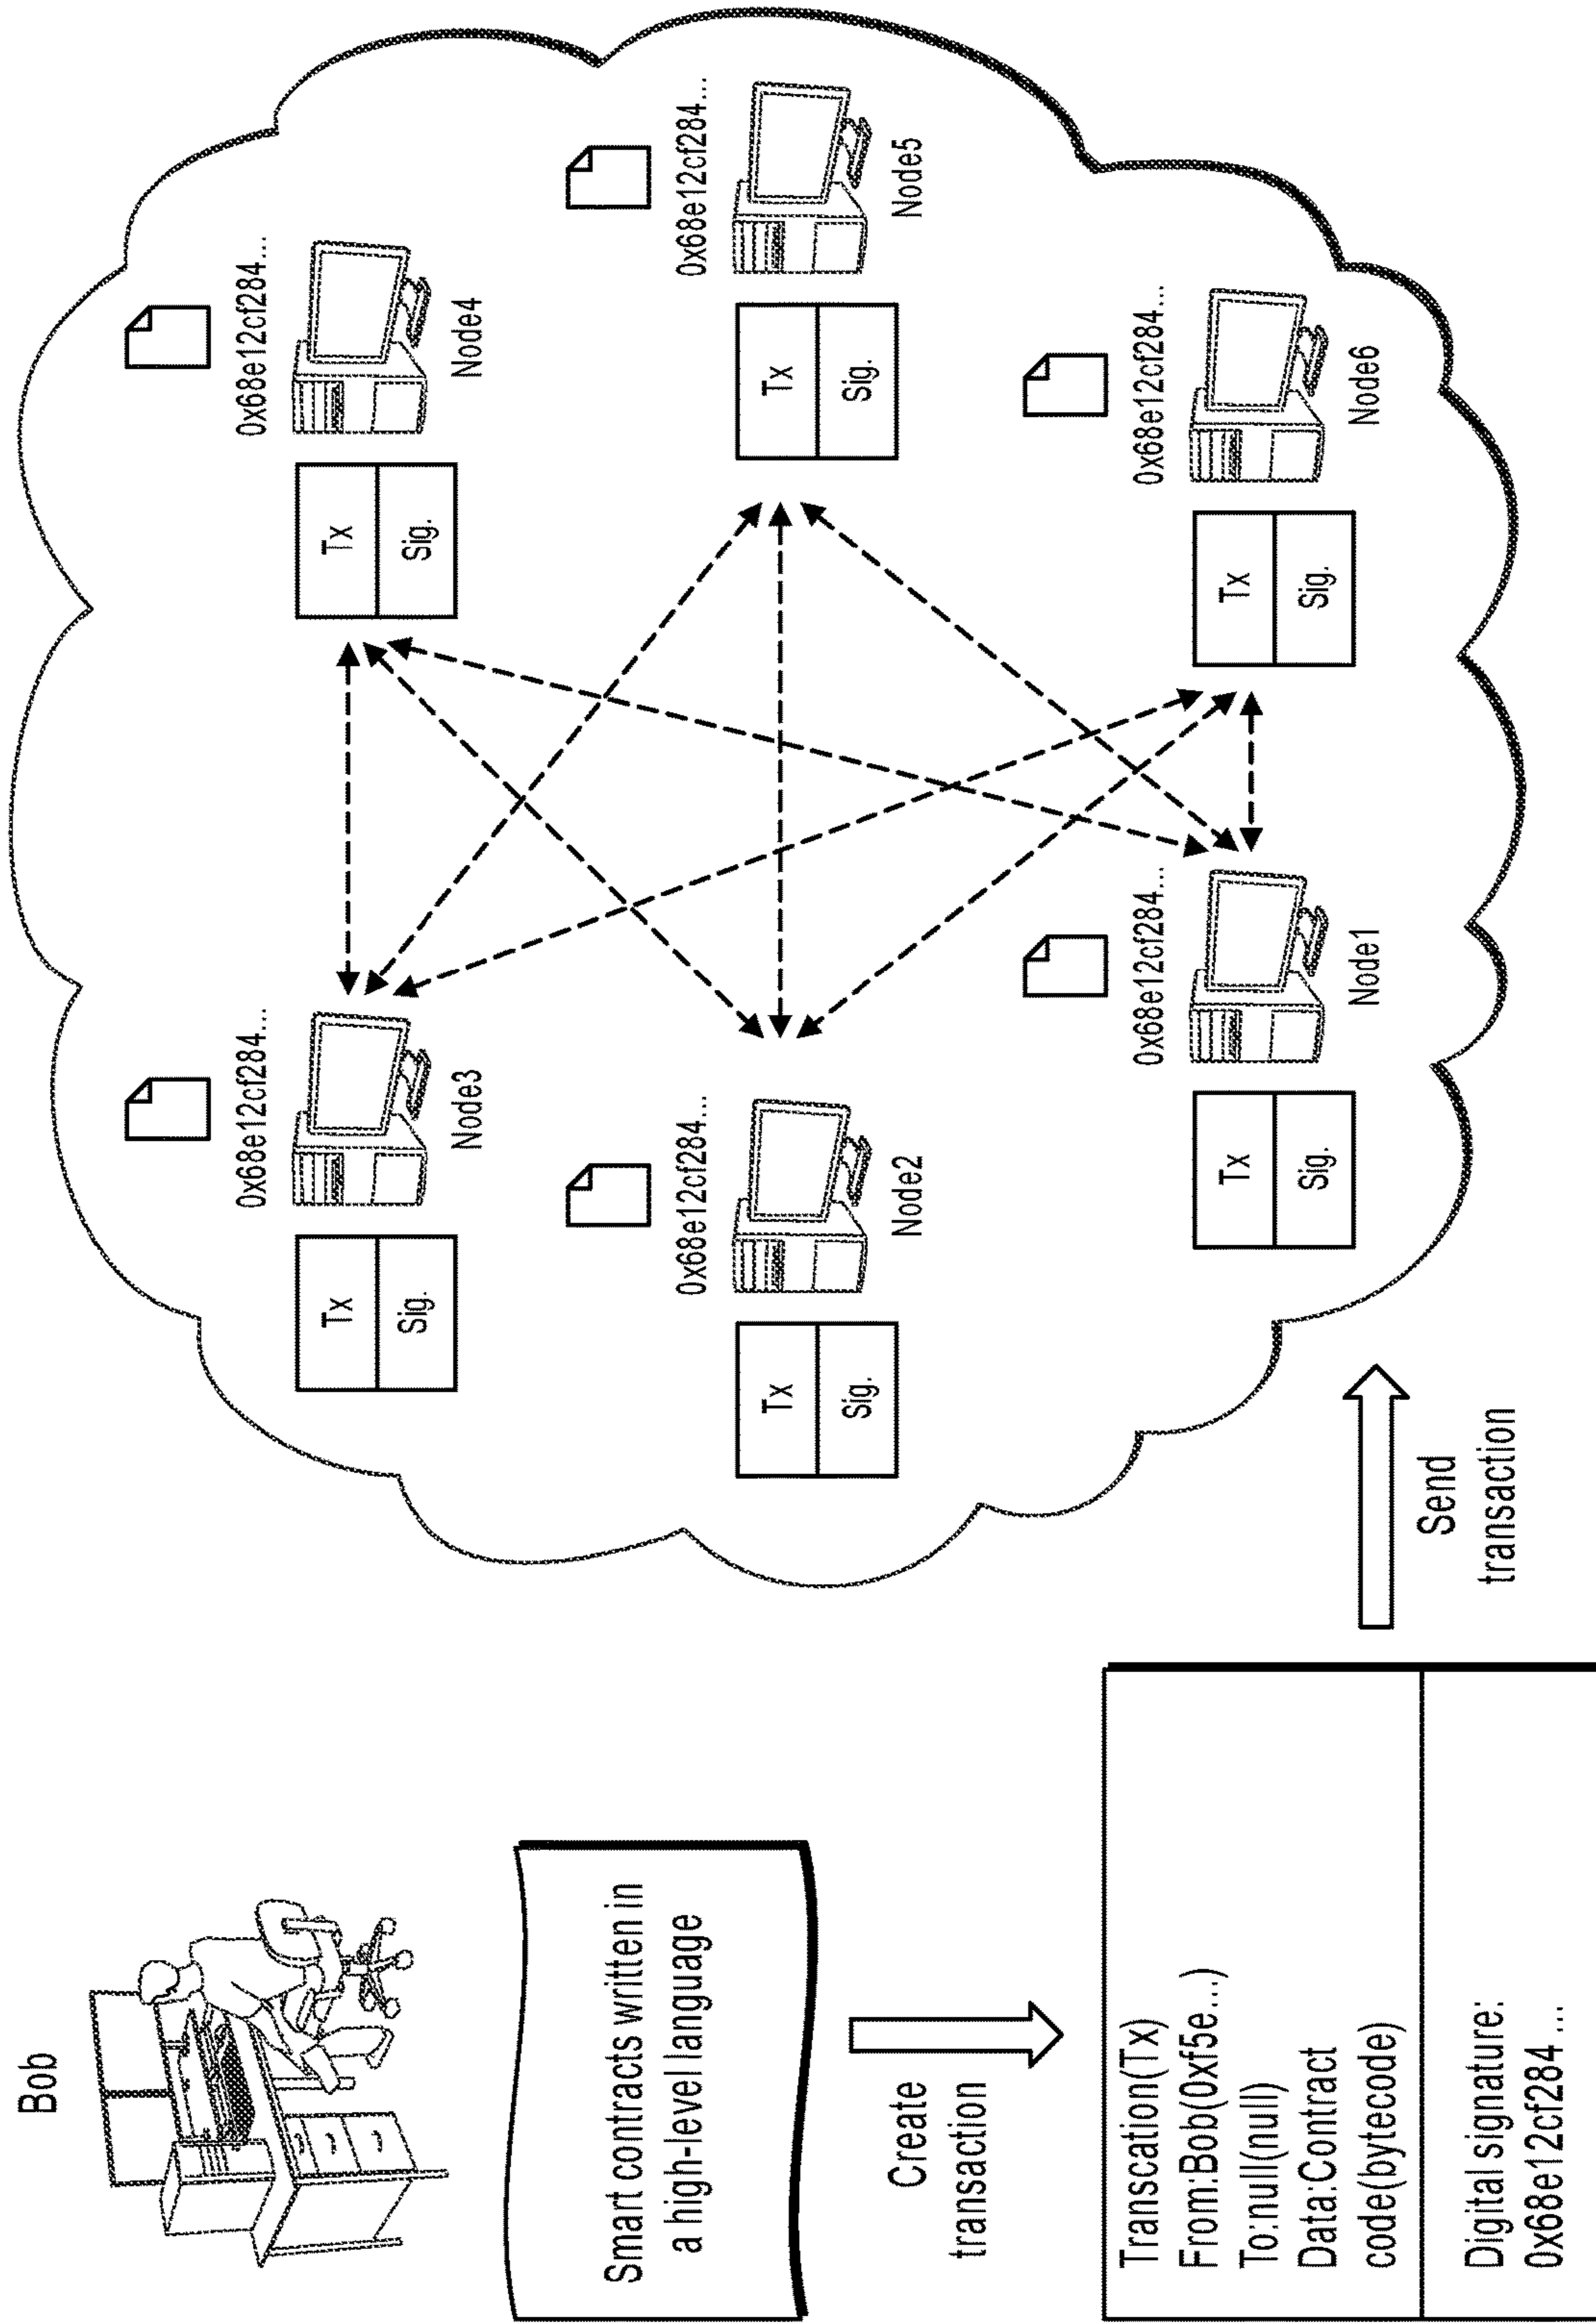 Bob
Smart contracts written in
a high-level language
Create
transaction
Transcation(Tx)
From:Bob(0xf5e...)
To:null(null)
Data:Contract
code(bytecode)
Digital signature:
0x68e12cf284...
Send
transaction
0x68e12cf284...
Tx
Sig.
Node3
0x68e12cf284...
Tx
Sig.
Node4
0x68e12cf284...
Tx
Sig.
Node2
0x68e12cf284...
Tx
Sig.
Node5
0x68e12cf284...
Tx
Sig.
Node1
0x68e12cf284...
Tx
Sig.
Node6